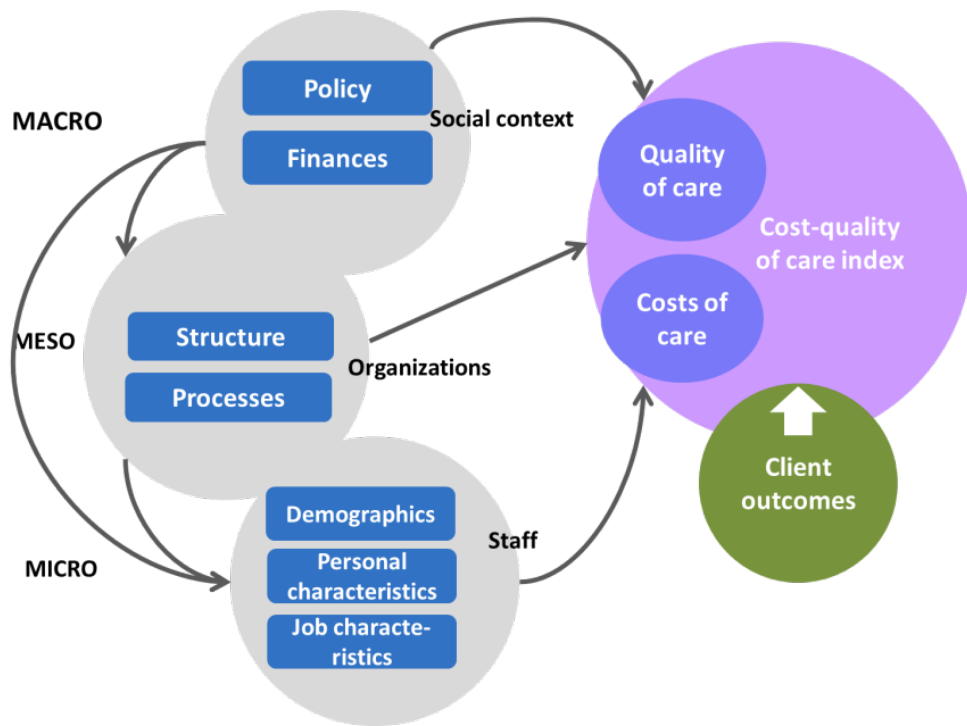 MACRO
Policy
Finances
Social context
MESO
Structure
Processes
Organizations
MICRO
Demographics
Personal
characteristics
Job characte-
ristics
Staff
Quality
of care
Cost-quality
of care index
Costs of
care
Client
outcomes